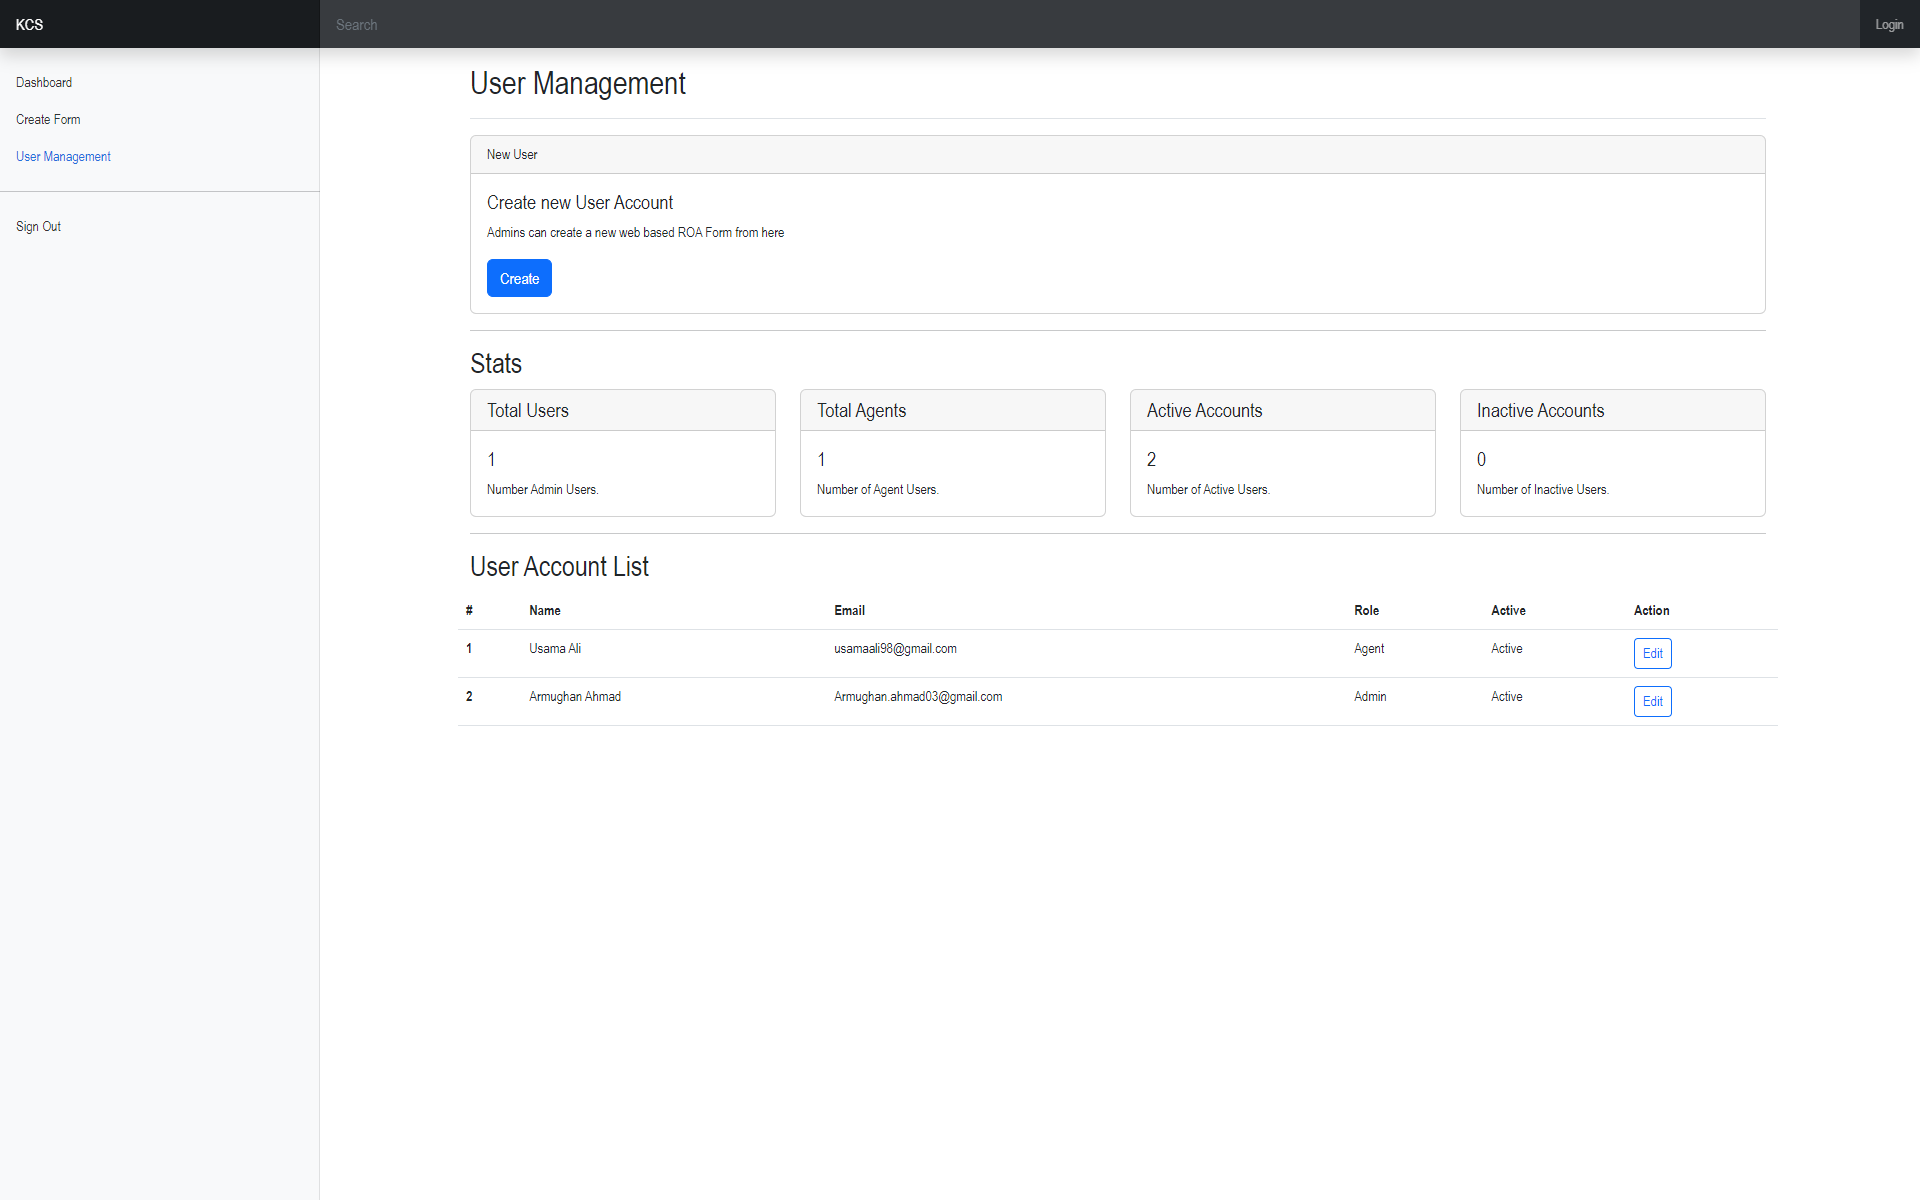 KCS
Search
Login
Dashboard
Create Form
User Management
Sign Out
User Management
New User
Create new User Account
Admins can create a new web based ROA Form from here
Create
Stats
Total Users
1
Number Admin Users.
Total Agents
1
Number of Agent Users.
Active Accounts
2
Number of Active Users.
Inactive Accounts
0
Number of Inactive Users.
User Account List
# Name Email Role Active Action
1 Usama Ali usamaali98@gmail.com Agent Active Edit
2 Armughan Ahmad Armughan.ahmad03@gmail.com Admin Active Edit